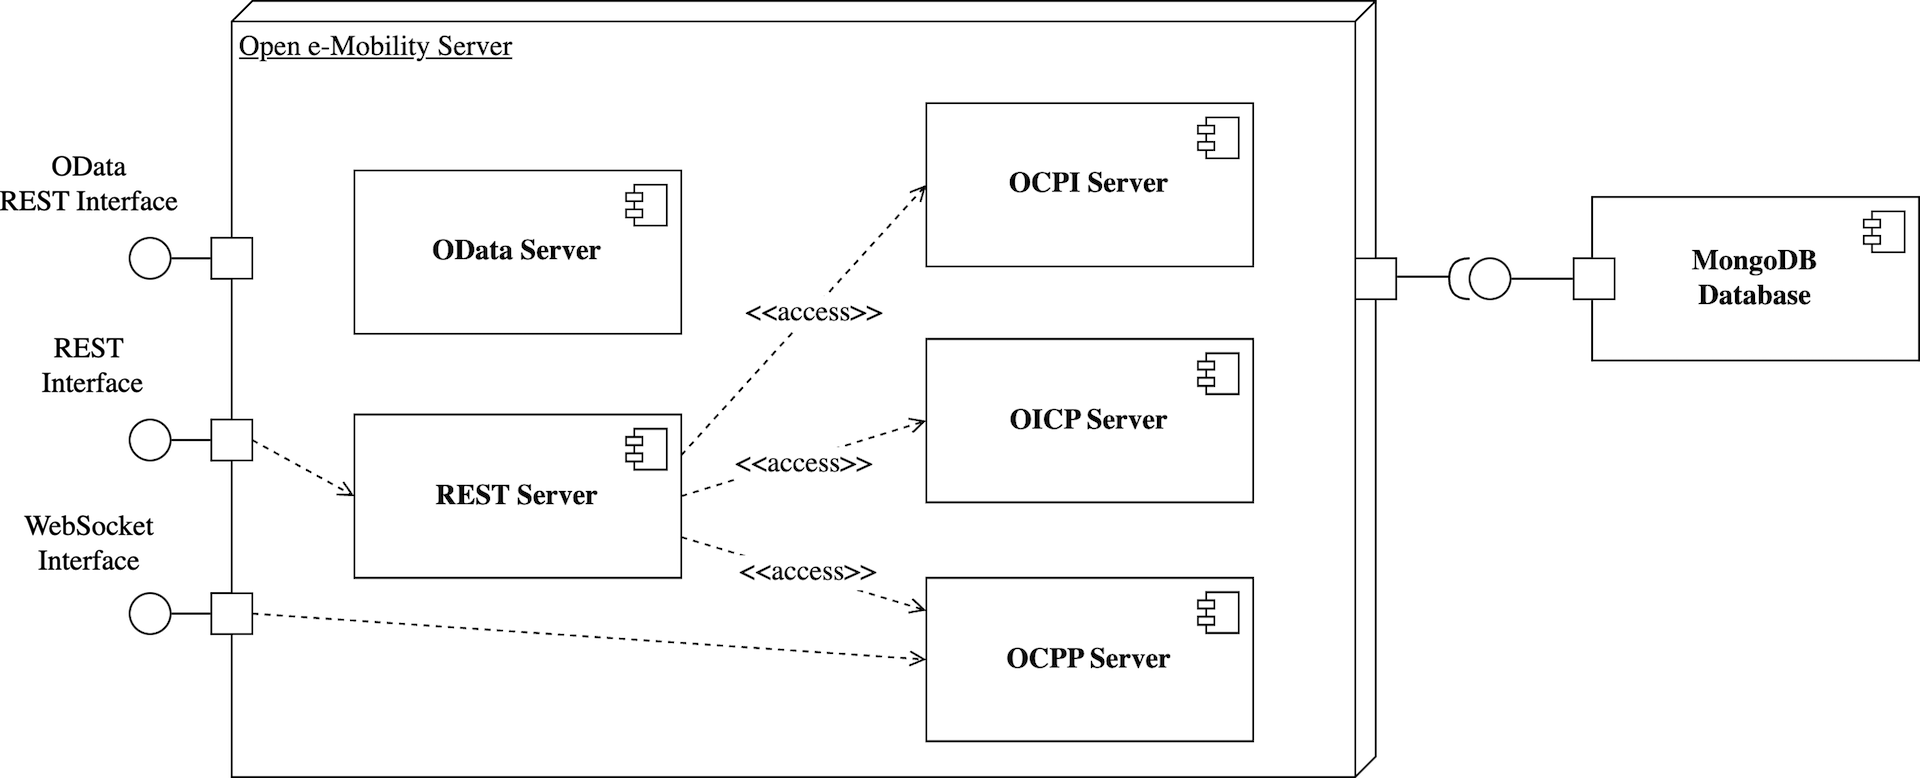 Open e-Mobility Server
OData
REST Interface
REST
Interface
WebSocket
Interface
OData Server
REST Server
<<access>>
<<access>>
<<access>>
OCPI Server
OICP Server
OCPP Server
MongoDB
Database